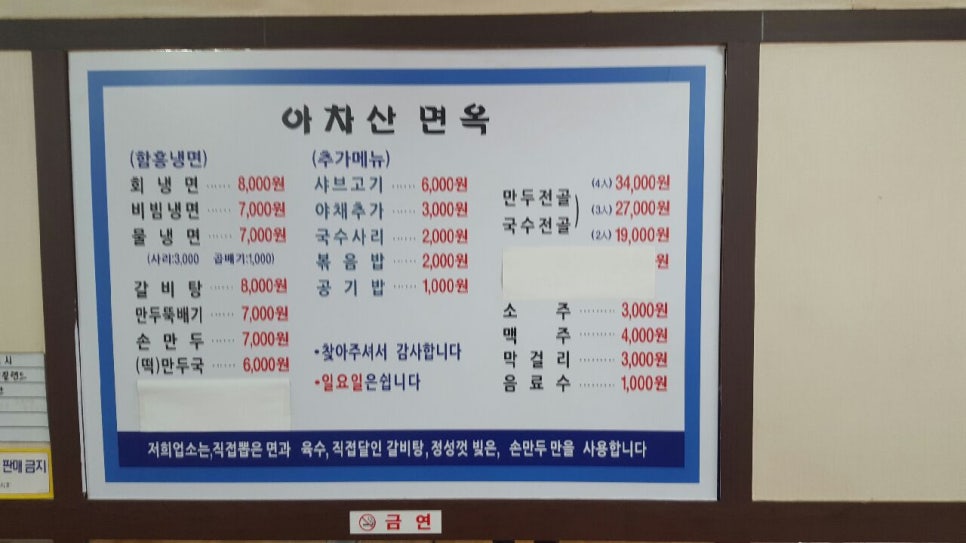 아차산 면옥
(함흥냉면)
회 냉 면 ······ 8,000원
비빔냉면 ······ 7,000원
물 냉 면 ······ 7,000원
(사리:3,000 곱빼기:1,000)
갈 비 탕 ······ 8,000원
만두뚝배기 ······ 7,000원
손 만 두 ······ 7,000원
(떡)만두국 ······ 6,000원
(추가메뉴)
샤브고기 ······ 6,000원
야채추가 ······ 3,000원
국수사리 ······ 2,000원
볶 음 밥 ······ 2,000원
공 기 밥 ······ 1,000원
•찾아주셔서 감사합니다
•일요일은쉽니다
만두전골
국수전골
(4人) 34,000원
(3人) 27,000원
(2人) 19,000원
원
소 주 ········· 3,000원
맥 주 ········· 4,000원
막 걸 리 ········· 3,000원
음 료 수 ········· 1,000원
저희업소는,직접뽑은 면과 육수, 직접달인 갈비탕, 정성껏 빚은, 손만두 만을 사용합니다
금 연
판매 금지